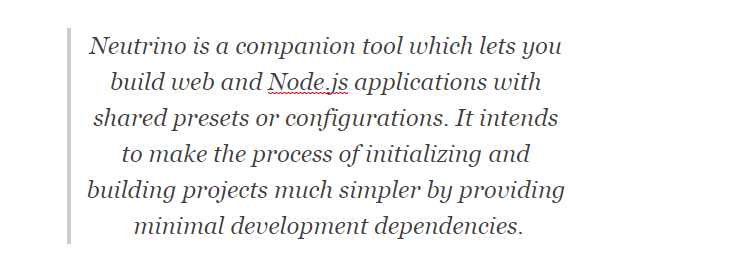 Neutrino is a companion tool which lets you
build web and Node.js applications with
shared presets or configurations. It intends
to make the process of initializing and
building projects much simpler by providing
minimal development dependencies.